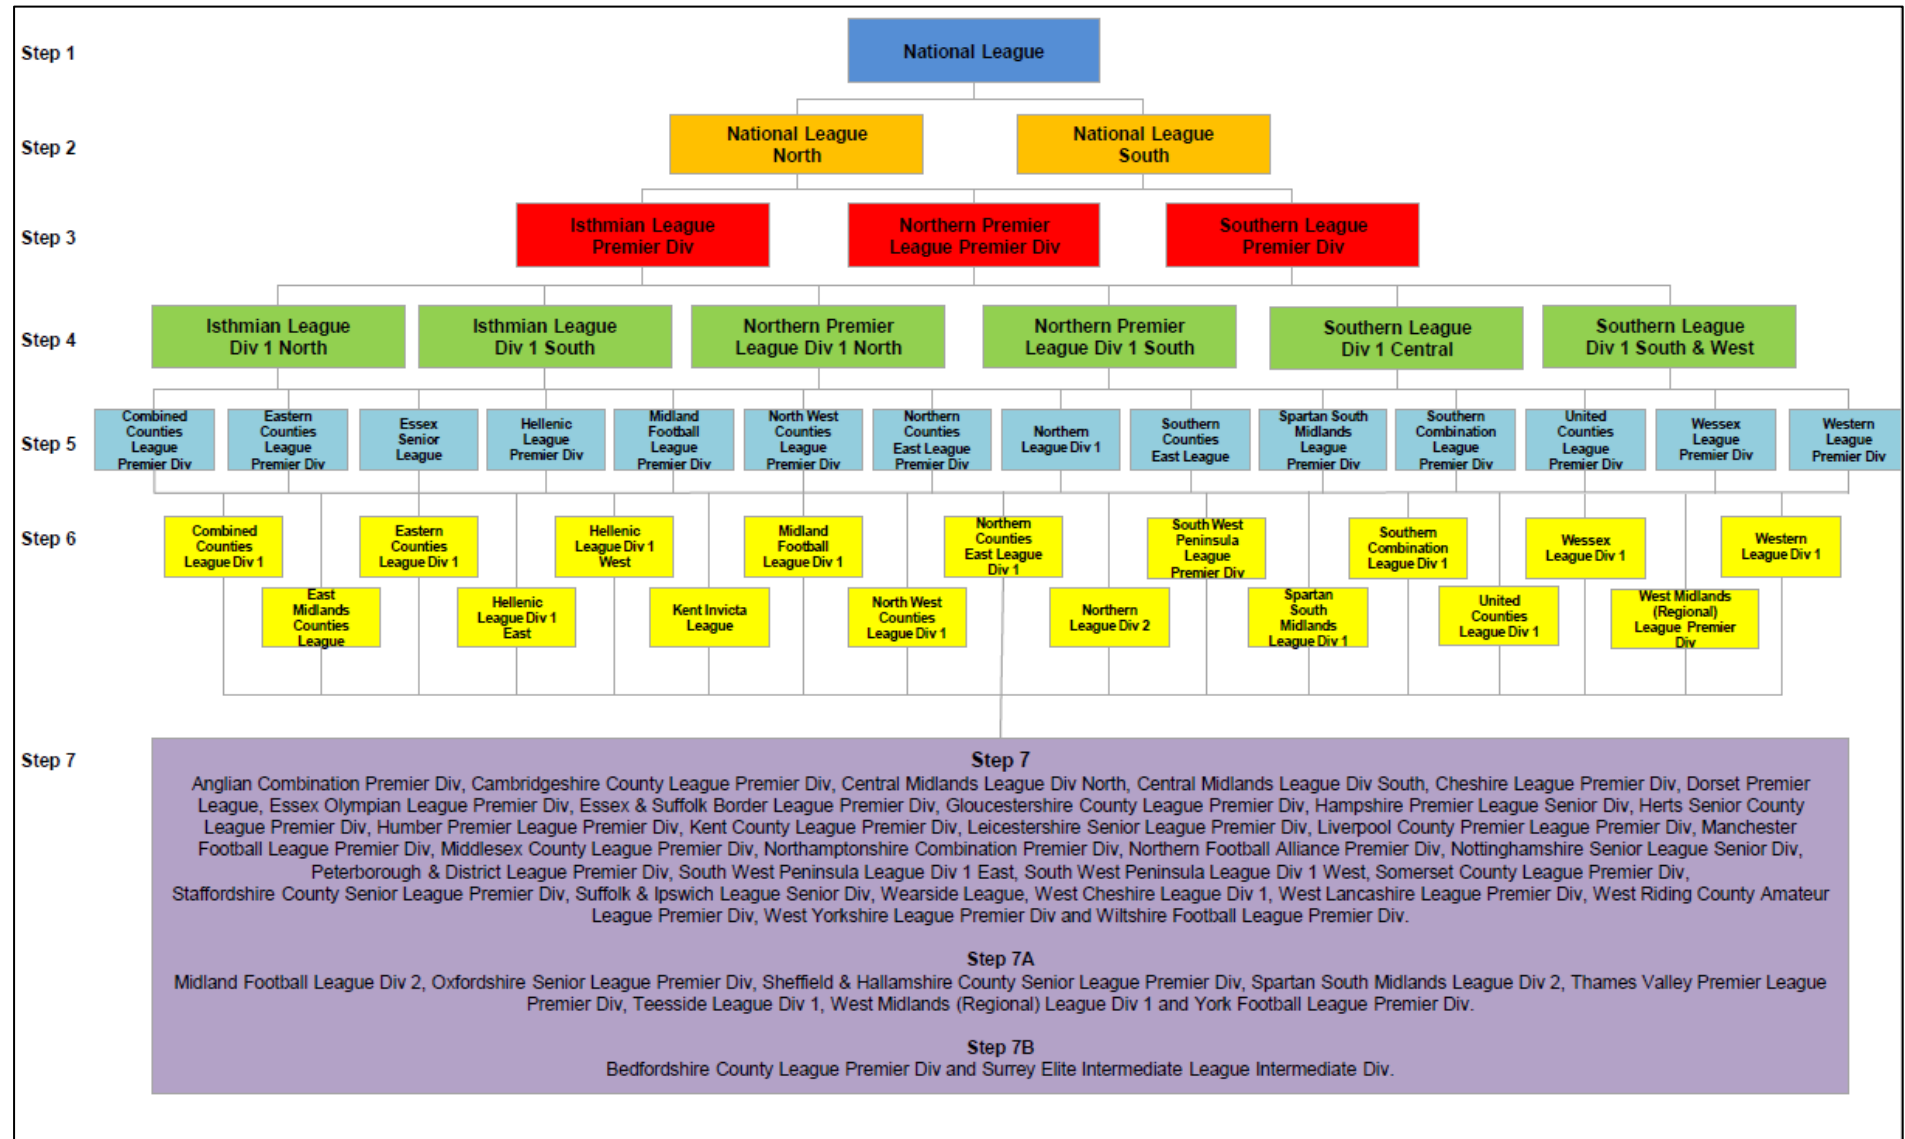 Step 1
National League
Step 2
National League
North
National League
South
Step 3
Isthmian League
Premier Div
Northern Premier
League Premier Div
Southern League
Premier Div
Step 4
Isthmian League
Div 1 North
Isthmian League
Div 1 South
Northern Premier
League Div 1 North
Northern Premier
League Div 1 South
Southern League
Div 1 Central
Southern League
Div 1 South & West
Step 5
Combined
Counties
League
Premier Div
Eastern
Counties
League
Premier Div
Essex
Senior
League
Hellenic
League
Premier Div
Midland
Football
League
Premier Div
North West
Counties
League
Premier Div
Northern
Counties
East League
Premier Div
Northern
League Div 1
Southern
Counties
East League
Spartan South
Midlands
League
Premier Div
Southern
Combination
League
Premier Div
United
Counties
League
Premier Div
Wessex
League
Premier Div
Western
League
Premier Div
Step 6
Combined
Counties
League Div 1
East
Midlands
Counties
League
Eastern
Counties
League Div 1
Hellenic
League Div 1
East
Hellenic
League Div 1
West
Kent Invicta
League
Midland
Football
League Div 1
North West
Counties
League Div 1
Northern
Counties
East League
Div 1
Northern
League Div 2
South West
Peninsula
League
Premier Div
Spartan
South
Midlands
League Div 1
Southern
Combination
League Div 1
United
Counties
League Div 1
Wessex
League Div 1
West Midlands
(Regional)
League Premier
Div
Western
League Div 1
Step 7
Step 7
Anglian Combination Premier Div, Cambridgeshire County League Premier Div, Central Midlands League Div North, Central Midlands League Div South, Cheshire League Premier Div, Dorset Premier
League, Essex Olympian League Premier Div, Essex & Suffolk Border League Premier Div, Gloucestershire County League Premier Div, Hampshire Premier League Senior Div, Herts Senior County
League Premier Div, Humber Premier League Premier Div, Kent County League Premier Div, Leicestershire Senior League Premier Div, Liverpool County Premier League Premier Div, Manchester
Football League Premier Div, Middlesex County League Premier Div, Northamptonshire Combination Premier Div, Northern Football Alliance Premier Div, Nottinghamshire Senior League Senior Div,
Peterborough & District League Premier Div, South West Peninsula League Div 1 East, South West Peninsula League Div 1 West, Somerset County League Premier Div,
Staffordshire County Senior League Premier Div, Suffolk & Ipswich League Senior Div, Wearside League, West Cheshire League Div 1, West Lancashire League Premier Div, West Riding County Amateur
League Premier Div, West Yorkshire League Premier Div and Wiltshire Football League Premier Div.
Step 7A
Midland Football League Div 2, Oxfordshire Senior League Premier Div, Sheffield & Hallamshire County Senior League Premier Div, Spartan South Midlands League Div 2, Thames Valley Premier League
Premier Div, Teesside League Div 1, West Midlands (Regional) League Div 1 and York Football League Premier Div.
Step 7B
Bedfordshire County League Premier Div and Surrey Elite Intermediate League Intermediate Div.